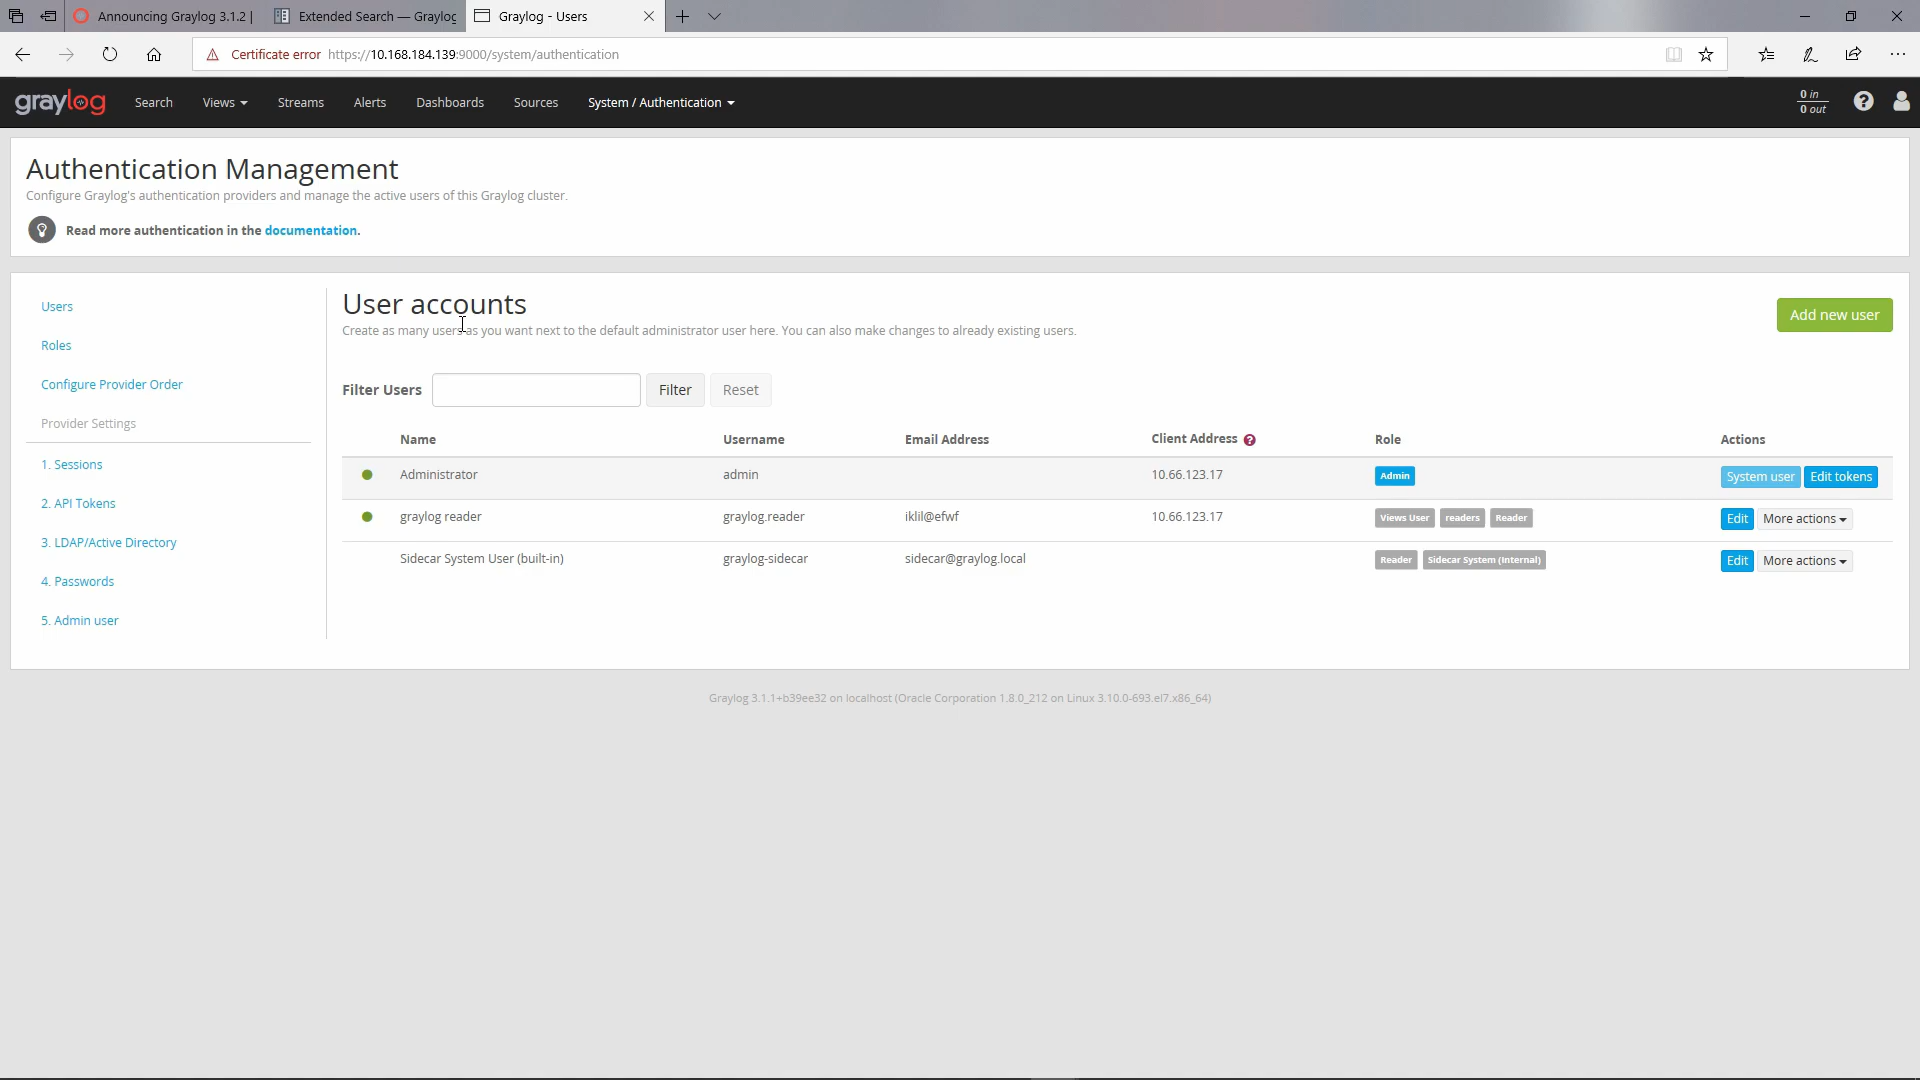 Announcing Graylog 3.1.2 |
Extended Search — Graylog
Graylog - Users
Certificate error https://10.168.184.139:9000/system/authentication
graylog Search Views Streams Alerts Dashboards Sources System / Authentication 0 in
0 out
Authentication Management
Configure Graylog's authentication providers and manage the active users of this Graylog cluster.
Read more authentication in the documentation.
Users
Roles
Configure Provider Order
Provider Settings
1. Sessions
2. API Tokens
3. LDAP/Active Directory
4. Passwords
5. Admin user
User accounts
Create as many users as you want next to the default administrator user here. You can also make changes to already existing users.
Add new user
Filter Users Filter Reset
Name Username Email Address Client Address ? Role Actions
Administrator admin 10.66.123.17 Admin System user Edit tokens
graylog reader graylog.reader iklil@efwf 10.66.123.17 Views User readers Reader Edit More actions
Sidecar System User (built-in) graylog-sidecar sidecar@graylog.local Reader Sidecar System (Internal) Edit More actions
Graylog 3.1.1+b39ee32 on localhost (Oracle Corporation 1.8.0_212 on Linux 3.10.0-693.el7.x86_64)